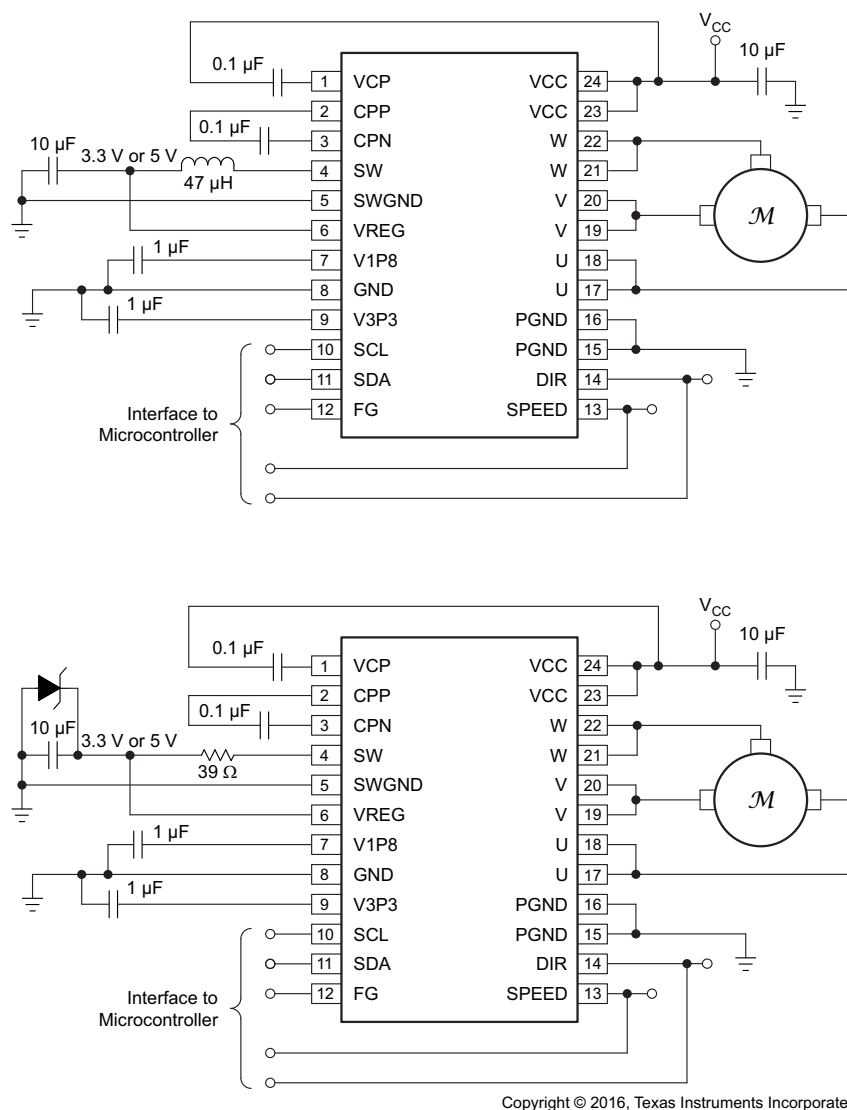 V_CC
10 µF
0.1 µF
1 VCP VCC 24
2 CPP VCC 23
0.1 µF
3 CPN W 22
10 µF
3.3 V or 5 V
47 µH
4 SW W 21
5 SWGND V 20
6 VREG V 19
M
1 µF
7 V1P8 U 18
8 GND U 17
1 µF
9 V3P3 PGND 16
10 SCL PGND 15
11 SDA DIR 14
12 FG SPEED 13
Interface to
Microcontroller
V_CC
10 µF
0.1 µF
1 VCP VCC 24
2 CPP VCC 23
0.1 µF
3 CPN W 22
10 µF
3.3 V or 5 V
39 Ω
4 SW W 21
5 SWGND V 20
6 VREG V 19
M
1 µF
7 V1P8 U 18
8 GND U 17
1 µF
9 V3P3 PGND 16
10 SCL PGND 15
11 SDA DIR 14
12 FG SPEED 13
Interface to
Microcontroller
Copyright © 2016, Texas Instruments Incorporate